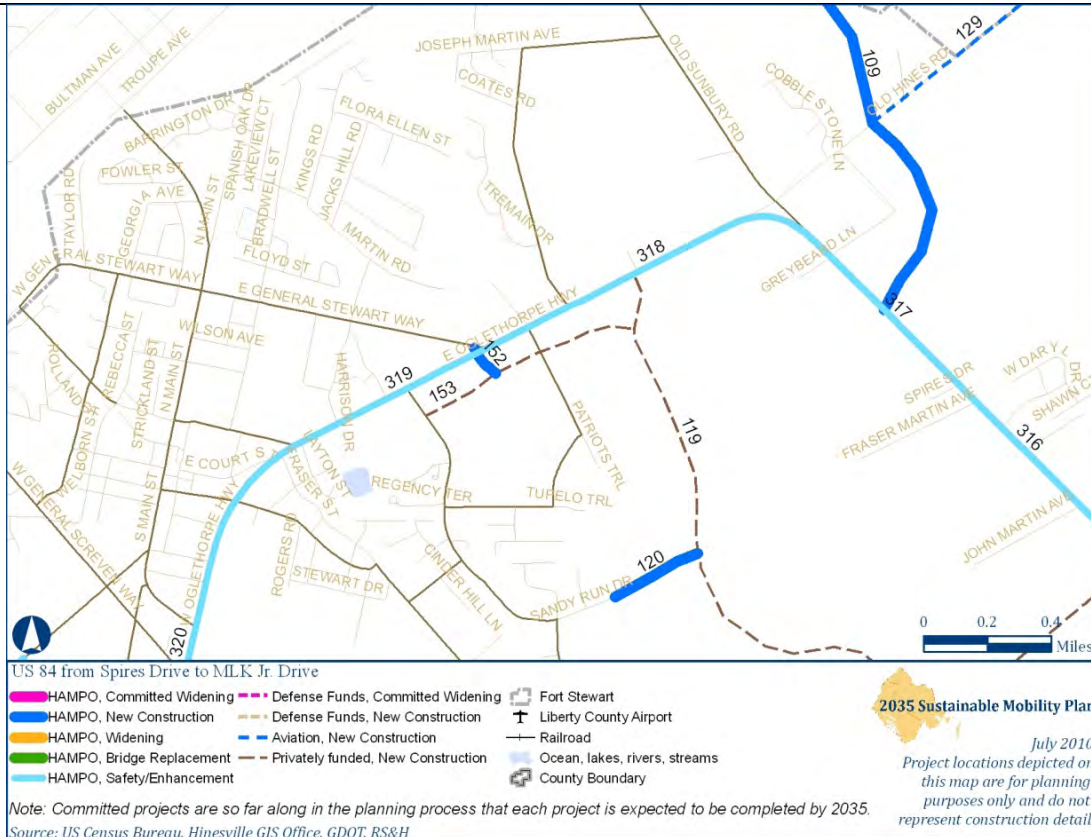 BULTMAN AVE
TROUPE AVE
JOSEPH MARTIN AVE
COATES RD
OLD SUNBURY RD
COBBLE STONE LN
109
OLD HINES RD
129
BARRINGTON DR
FOWLER ST
TAYLOR RD
GEORGIA AVE
N MAIN ST
SPANISH OAK DR
LAKEVIEW CT
BRADWELL ST
KINGS RD
JACKS HILL RD
FLORA ELLEN ST
MARTIN RD
TREMAIN DR
FLOYD ST
W GENERAL STEWART WAY
E GENERAL STEWART WAY
WILSON AVE
REBECCA ST
STRICKLAND ST
N MAIN ST
WELBORN ST
HARRISON DR
E OGLETHORPE HWY
318
GREYBEARD LN
317
152
319
153
PATRIOTS TRL
119
SPIRES DR
W DARYL DR
SHAWN C
FRASER MARTIN AVE
316
JOHN MARTIN AVE
E COURT ST
LAYTON ST
FRASER ST
REGENCY TER
TUPELO TRL
W GENERAL SCREVEN WAY
S MAIN ST
W OGLETHORPE HWY
ROGERS RD
STEWART DR
CINDER HILL LN
SANDY RUN DR
120
320
0 0.2 0.4
Miles
US 84 from Spires Drive to MLK Jr. Drive
HAMPO, Committed Widening
HAMPO, New Construction
HAMPO, Widening
HAMPO, Bridge Replacement
HAMPO, Safety/Enhancement
Defense Funds, Committed Widening
Defense Funds, New Construction
Aviation, New Construction
Privately funded, New Construction
Fort Stewart
Liberty County Airport
Railroad
Ocean, lakes, rivers, streams
County Boundary
Note: Committed projects are so far along in the planning process that each project is expected to be completed by 2035.
Source: US Census Bureau, Hinesville GIS Office, GDOT, RS&H
2035 Sustainable Mobility Plan
July 2010
Project locations depicted on
this map are for planning
purposes only and do not
represent construction detail